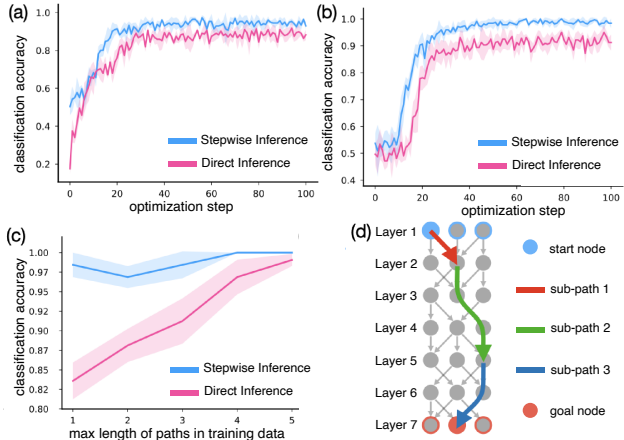 (a)
classification accuracy
1.0
0.8
0.6
0.4
0.2
Stepwise Inference
Direct Inference
0 20 40 60 80 100
optimization step
(b)
classification accuracy
1.0
0.9
0.8
0.7
0.6
0.5
0.4
Stepwise Inference
Direct Inference
0 20 40 60 80 100
optimization step
(c)
classification accuracy
1.00
0.97
0.95
0.92
0.90
0.87
0.85
0.82
0.80
Stepwise Inference
Direct Inference
1 2 3 4 5
max length of paths in training data
(d)
Layer 1
Layer 2
Layer 3
Layer 4
Layer 5
Layer 6
Layer 7
start node
sub-path 1
sub-path 2
sub-path 3
goal node